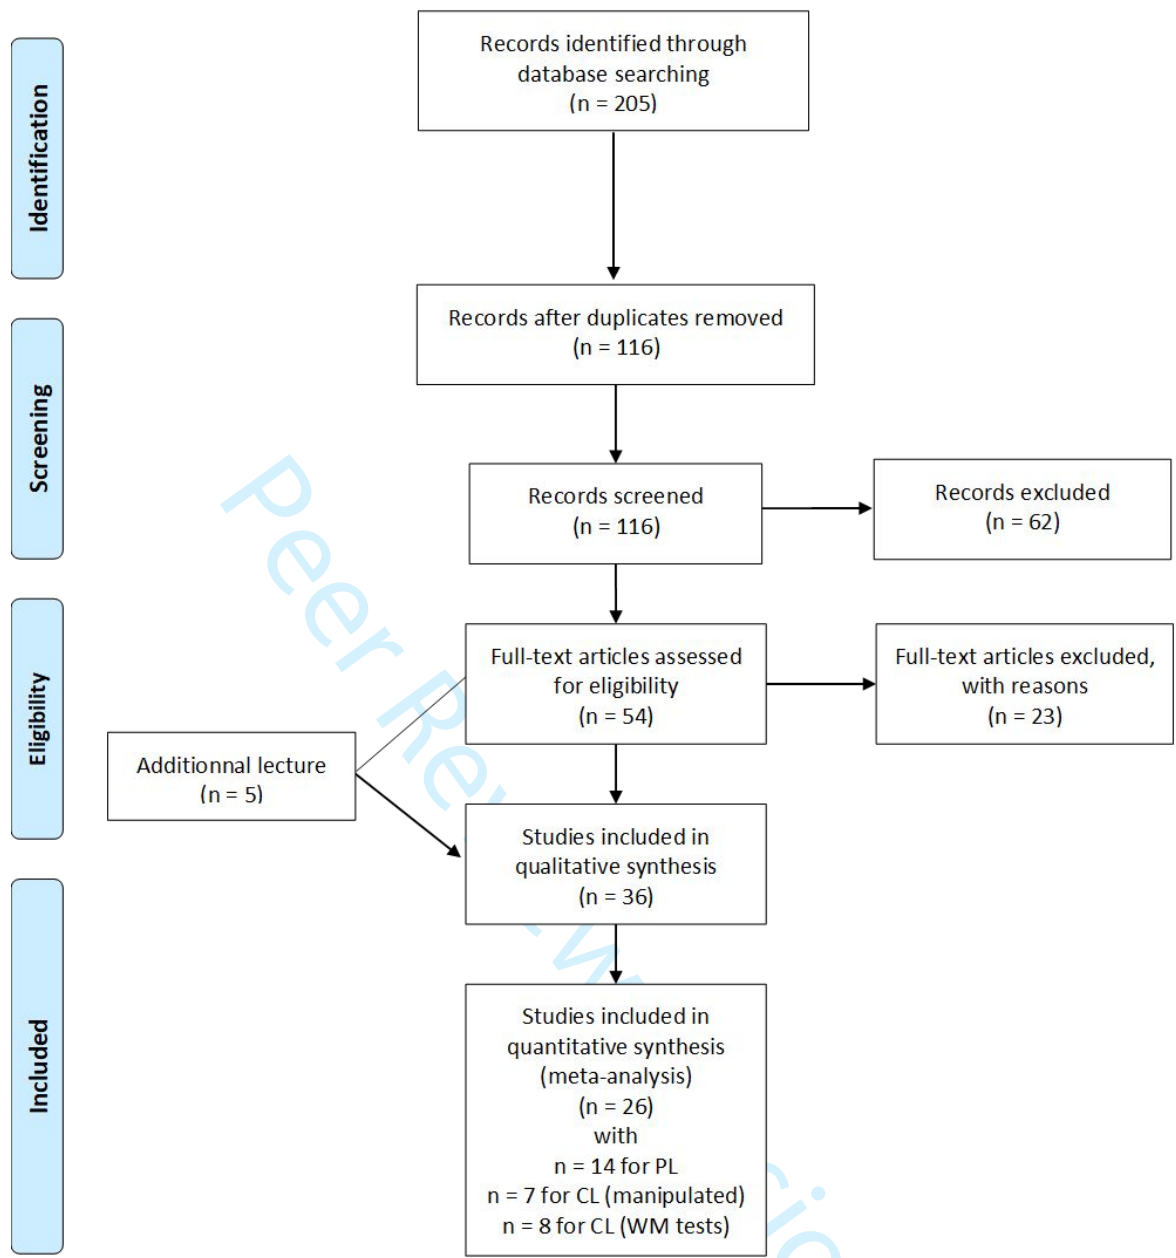 Identification
Records identified through
database searching
(n = 205)
Screening
Records after duplicates removed
(n = 116)
Records screened
(n = 116)
Records excluded
(n = 62)
Eligibility
Full-text articles assessed
for eligibility
(n = 54)
Full-text articles excluded,
with reasons
(n = 23)
Additionnal lecture
(n = 5)
Studies included in
qualitative synthesis
(n = 36)
Included
Studies included in
quantitative synthesis
(meta-analysis)
(n = 26)
with
n = 14 for PL
n = 7 for CL (manipulated)
n = 8 for CL (WM tests)
Peer